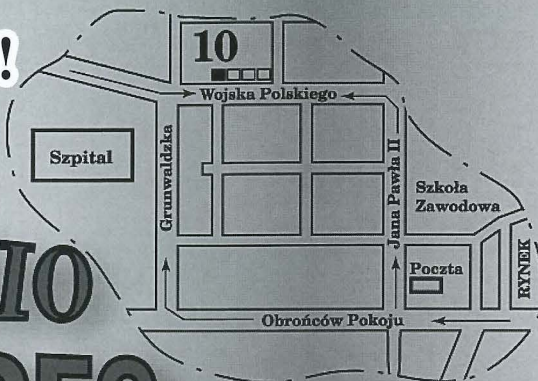 !
10
Wojska Polskiego
Szpital
Grunwaldzka
Jana Pawła II
Szkoła
Zawodowa
RYNEK
Poczta
IO
Obrońców Pokoju